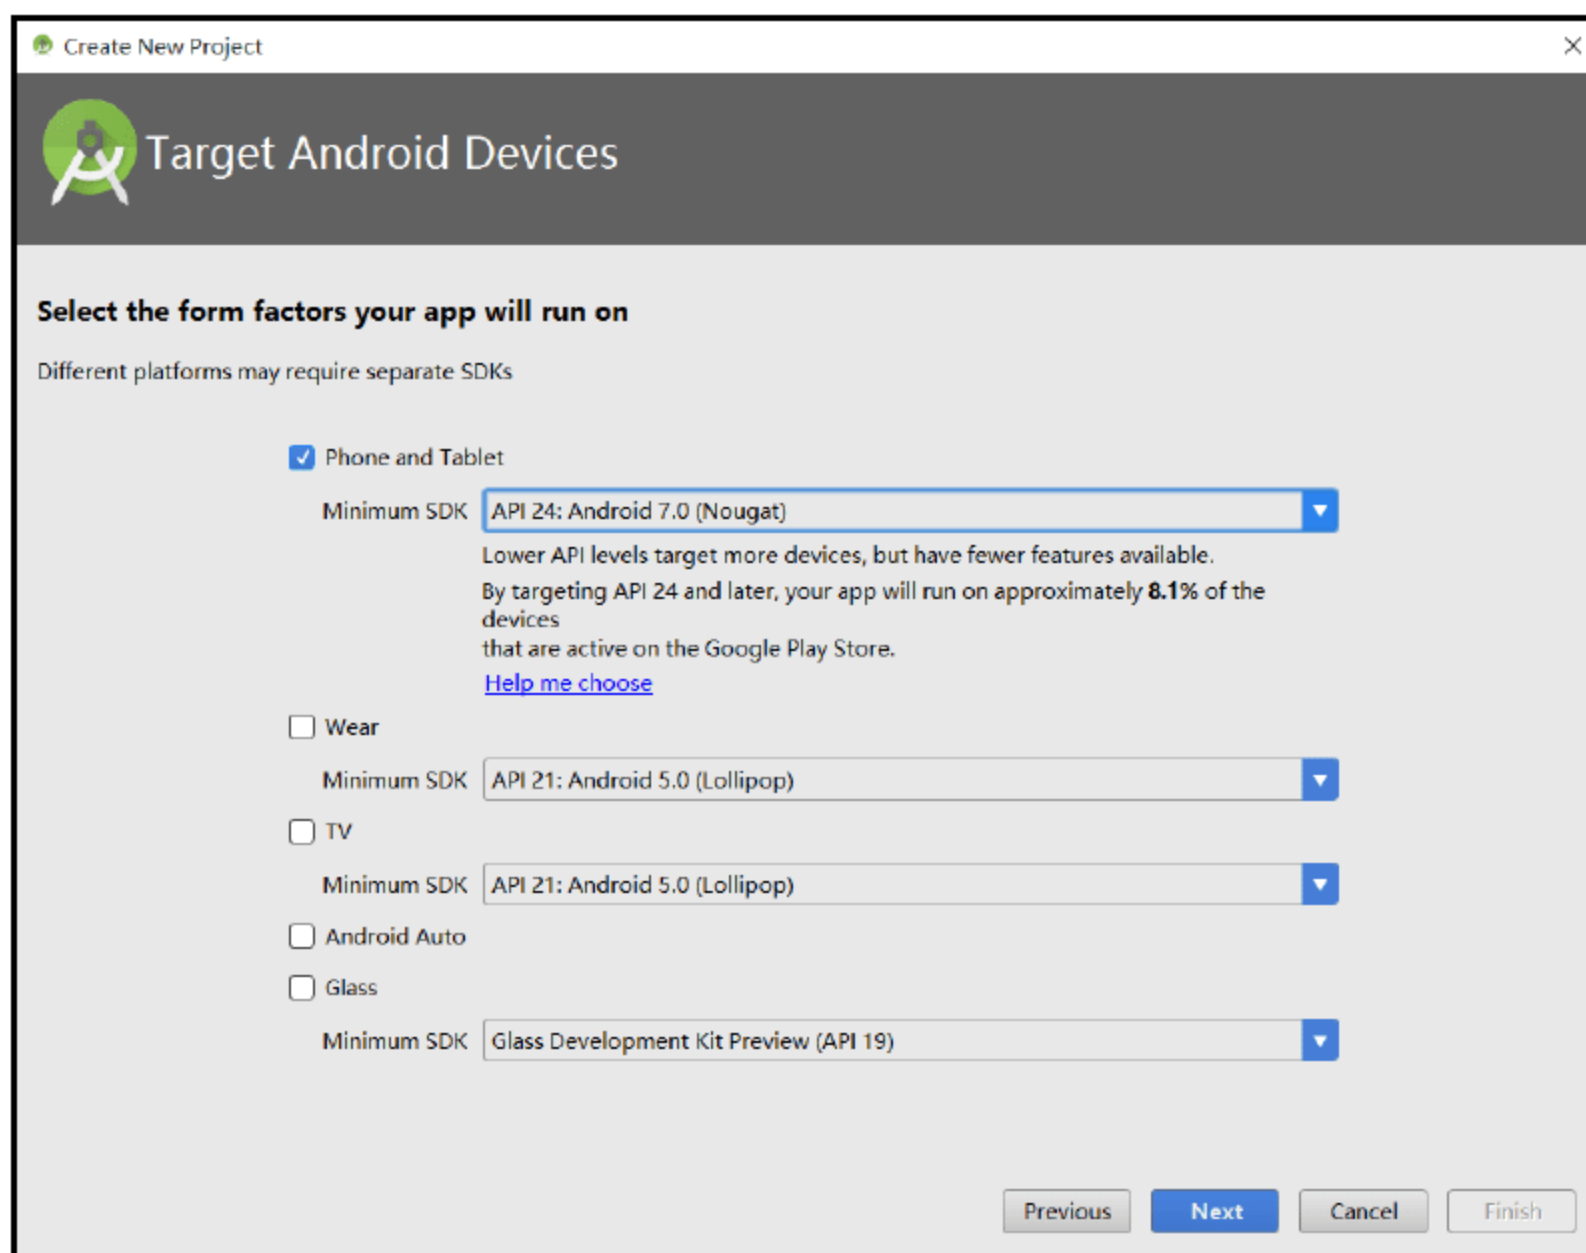 Create New Project
Target Android Devices
Select the form factors your app will run on
Different platforms may require separate SDKs
Phone and Tablet
Minimum SDK API 24: Android 7.0 (Nougat)
Lower API levels target more devices, but have fewer features available.
By targeting API 24 and later, your app will run on approximately 8.1% of the
devices
that are active on the Google Play Store.
Help me choose
Wear
Minimum SDK API 21: Android 5.0 (Lollipop)
TV
Minimum SDK API 21: Android 5.0 (Lollipop)
Android Auto
Glass
Minimum SDK Glass Development Kit Preview (API 19)
Previous Next Cancel Finish